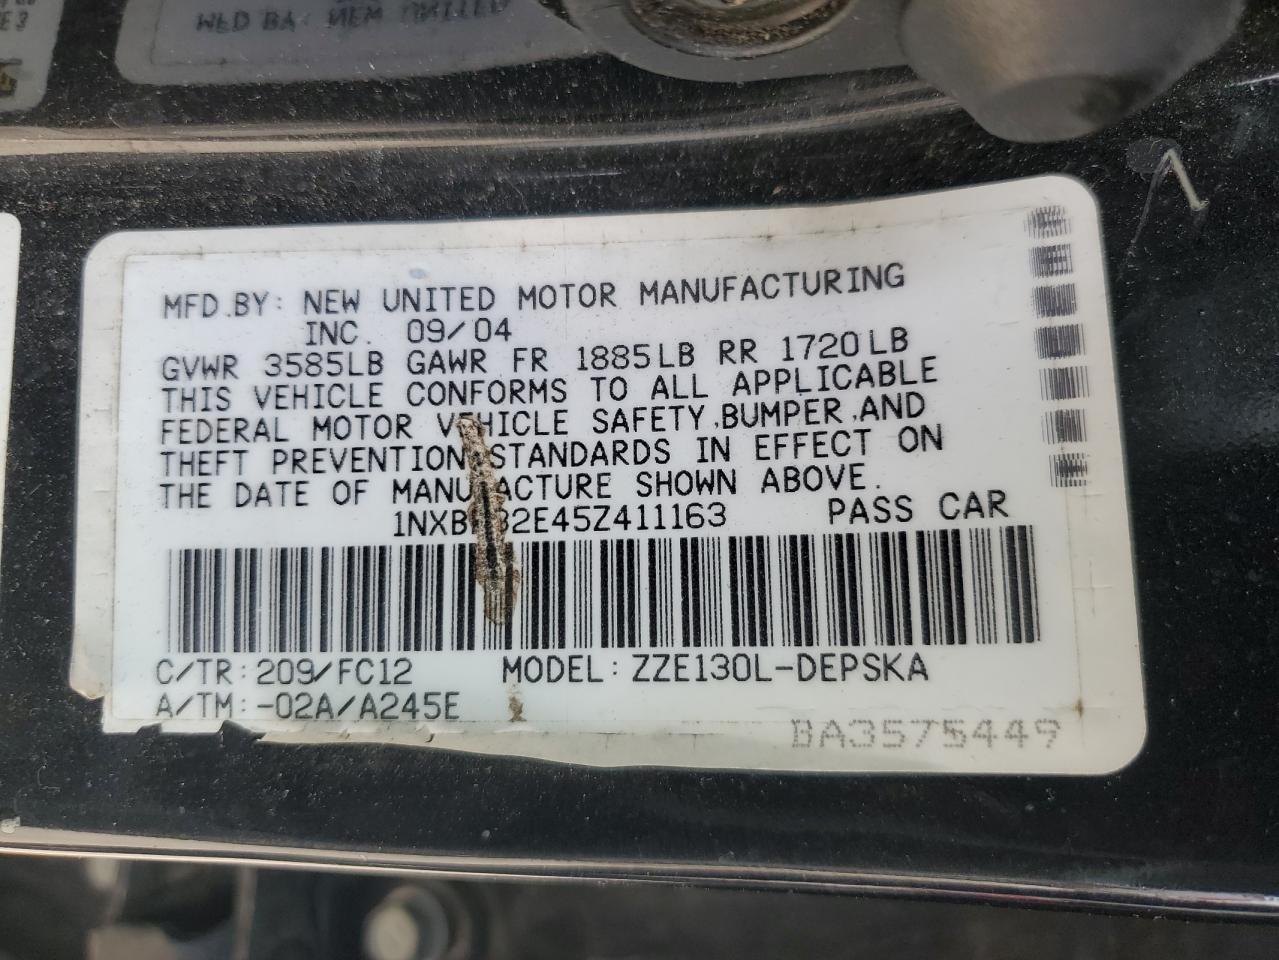 MFD.BY: NEW UNITED MOTOR MANUFACTURING
INC. 09/04
GVWR 3585LB GAWR FR 1885LB RR 1720LB
THIS VEHICLE CONFORMS TO ALL APPLICABLE
FEDERAL MOTOR VEHICLE SAFETY,BUMPER,AND
THEFT PREVENTION STANDARDS IN EFFECT ON
THE DATE OF MANUFACTURE SHOWN ABOVE.
PASS CAR
C/TR:209/FC12 MODEL:ZZE130L-DEPSKA
A/TM:-02A/A245E
BA3575449